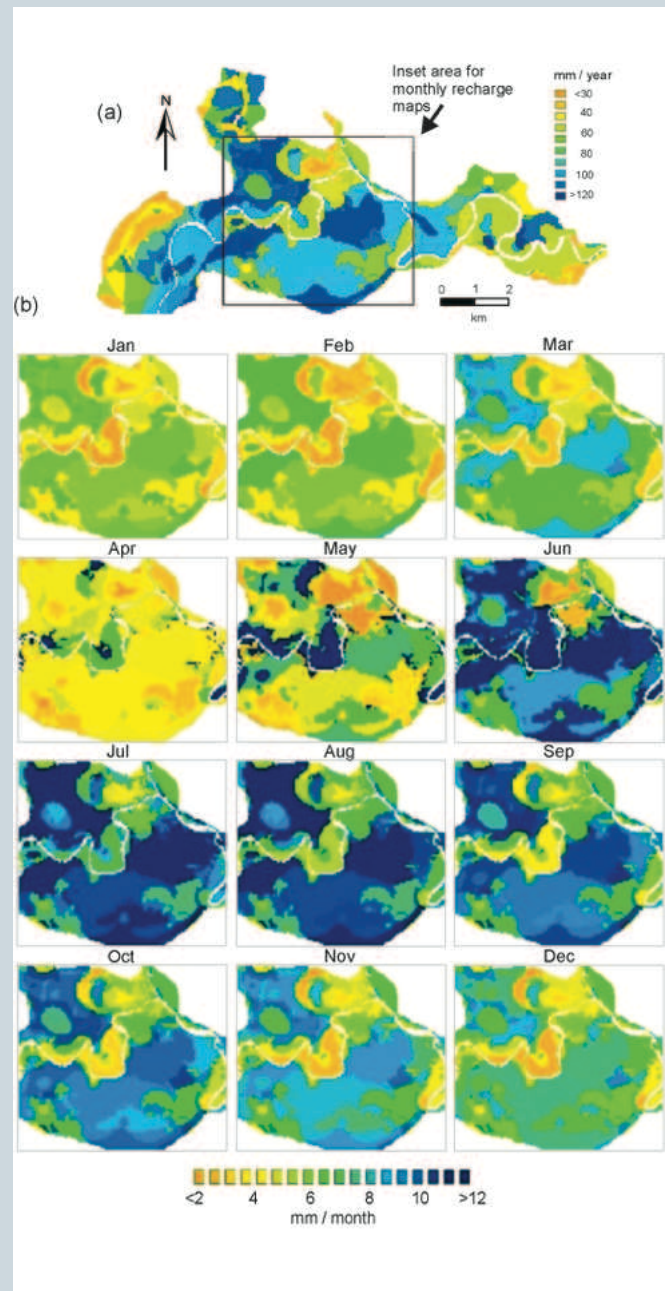 (a)
N
Inset area for
monthly recharge
maps
mm / year
<30
40
60
80
100
>120
0 1 2
km
(b)
Jan Feb Mar
Apr May Jun
Jul Aug Sep
Oct Nov Dec
<2 4 6 8 10 >12
mm / month